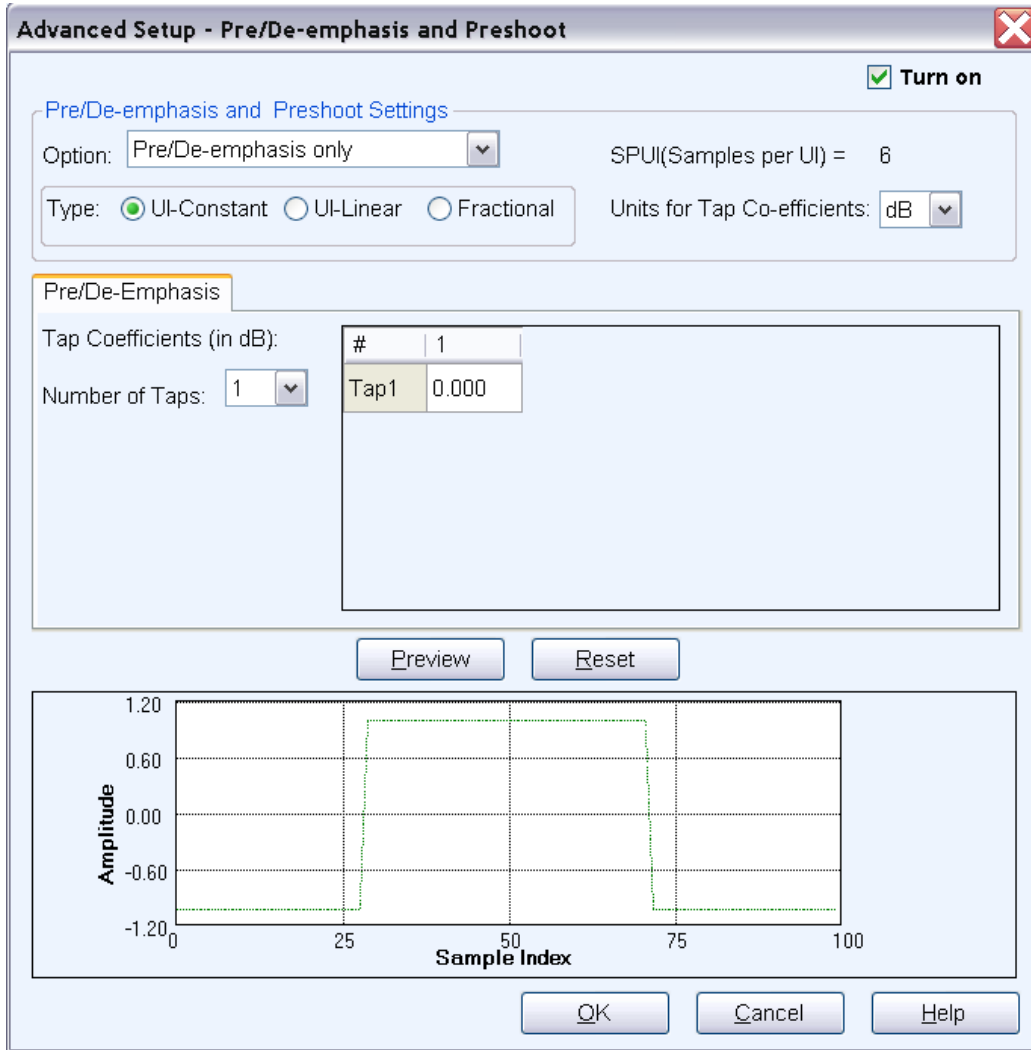 Advanced Setup - Pre/De-emphasis and Preshoot
Turn on
Pre/De-emphasis and Preshoot Settings
Option: Pre/De-emphasis only
SPUI(Samples per UI) = 6
Type: UI-Constant UI-Linear Fractional
Units for Tap Co-efficients: dB
Pre/De-Emphasis
Tap Coefficients (in dB):
Number of Taps: 1
# 1
Tap1 0.000
Preview Reset
1.20
0.60
0.00
-0.60
-1.20
Amplitude
0 25 50 75 100
Sample Index
OK Cancel Help